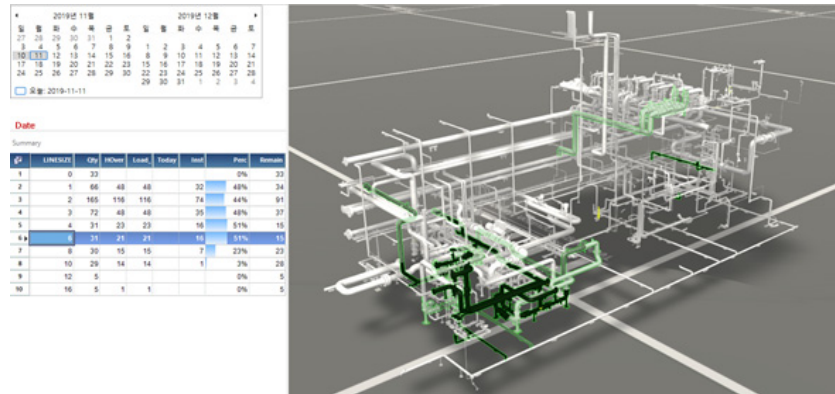 2019년 11월 2019년 12월
일 월 화 수 목 금 토 일 월 화 수 목 금 토
27 28 29 30 31 1 2
3 4 5 6 7 8 9 1 2 3 4 5 6 7
10 11 12 13 14 15 16 8 9 10 11 12 13 14
17 18 19 20 21 22 23 15 16 17 18 19 20 21
24 25 26 27 28 29 30 22 23 24 25 26 27 28
29 30 31 1 2 3 4
오늘: 2019-11-11
Date
Summary
LINESIZE Qty HOver Load_ Today Inst Perc Remain
1 0 33 0% 33
2 1 66 48 48 32 48% 34
3 2 165 116 116 74 44% 91
4 3 72 48 48 35 48% 37
5 4 31 23 23 16 51% 15
6 6 31 21 21 16 51% 15
7 8 30 15 15 7 23% 23
8 10 29 14 14 1 3% 28
9 12 5 0% 5
10 16 5 1 1 0% 5